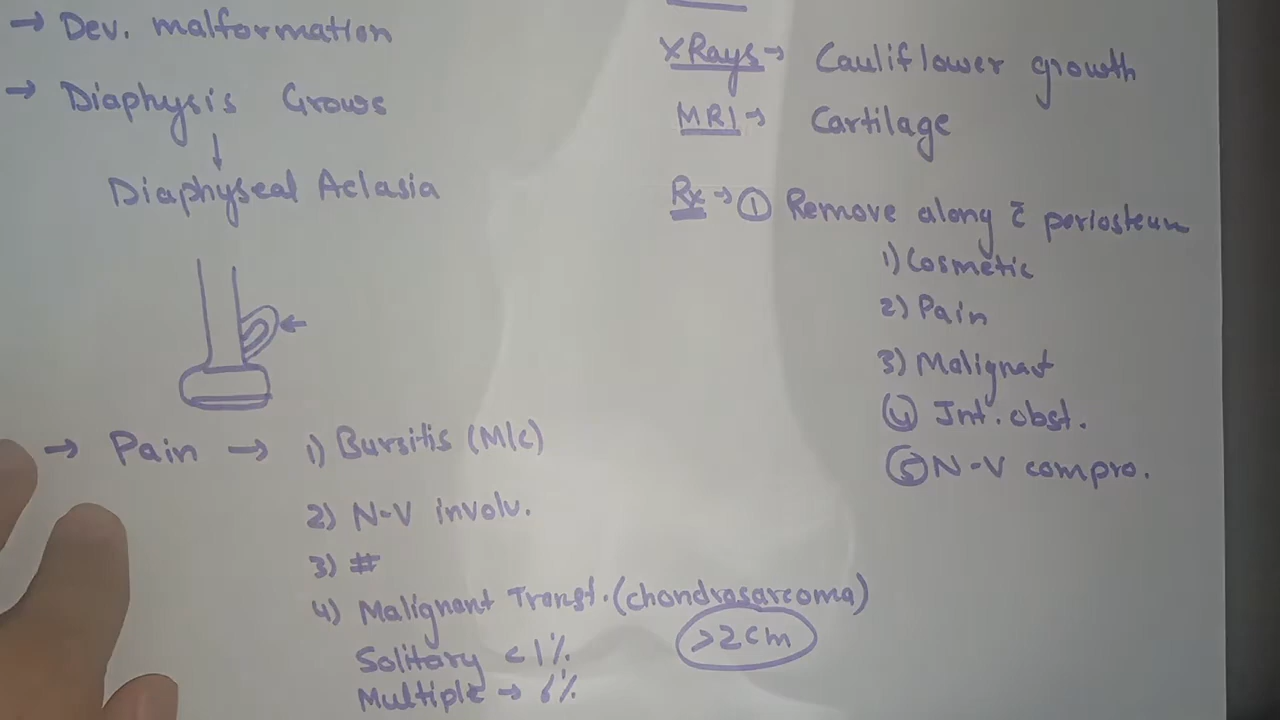 → Dev. malformation
→ Diaphysis Grows
↓
Diaphyseal Aclasia
→ Pain → 1) Bursitis (M/c)
2) N-V involv.
3) #
4) Malignant Transf. (chondrosarcoma)
>2cm
Solitary <1%
Multiple → 6%
XRays → Cauliflower growth
MRI → Cartilage
Rx → ① Remove along c̄ periosteum
1) Cosmetic
2) Pain
3) Malignant
④ Int. obst.
⑤ N-V compro.